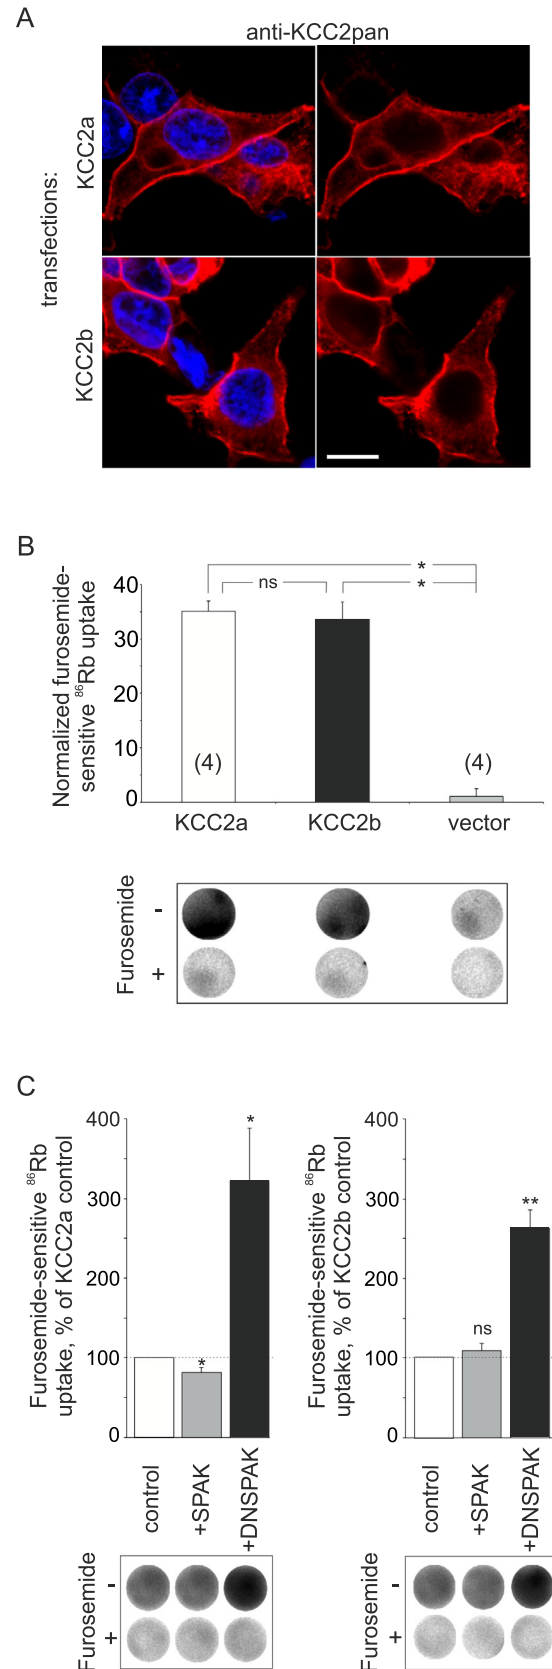 A
anti-KCC2pan
transfections:
KCC2a
KCC2b
B
Normalized furosemide-
sensitive ⁸⁶Rb uptake
40
30
20
10
0
ns
*
*
(4)
(4)
KCC2a
KCC2b
vector
Furosemide
-
+
C
Furosemide-sensitive ⁸⁶Rb
uptake, % of KCC2a control
400
300
200
100
0
*
*
control
+SPAK
+DNSPAK
Furosemide
-
+
Furosemide-sensitive ⁸⁶Rb
uptake, % of KCC2b control
400
300
200
100
0
ns
**
control
+SPAK
+DNSPAK
Furosemide
-
+